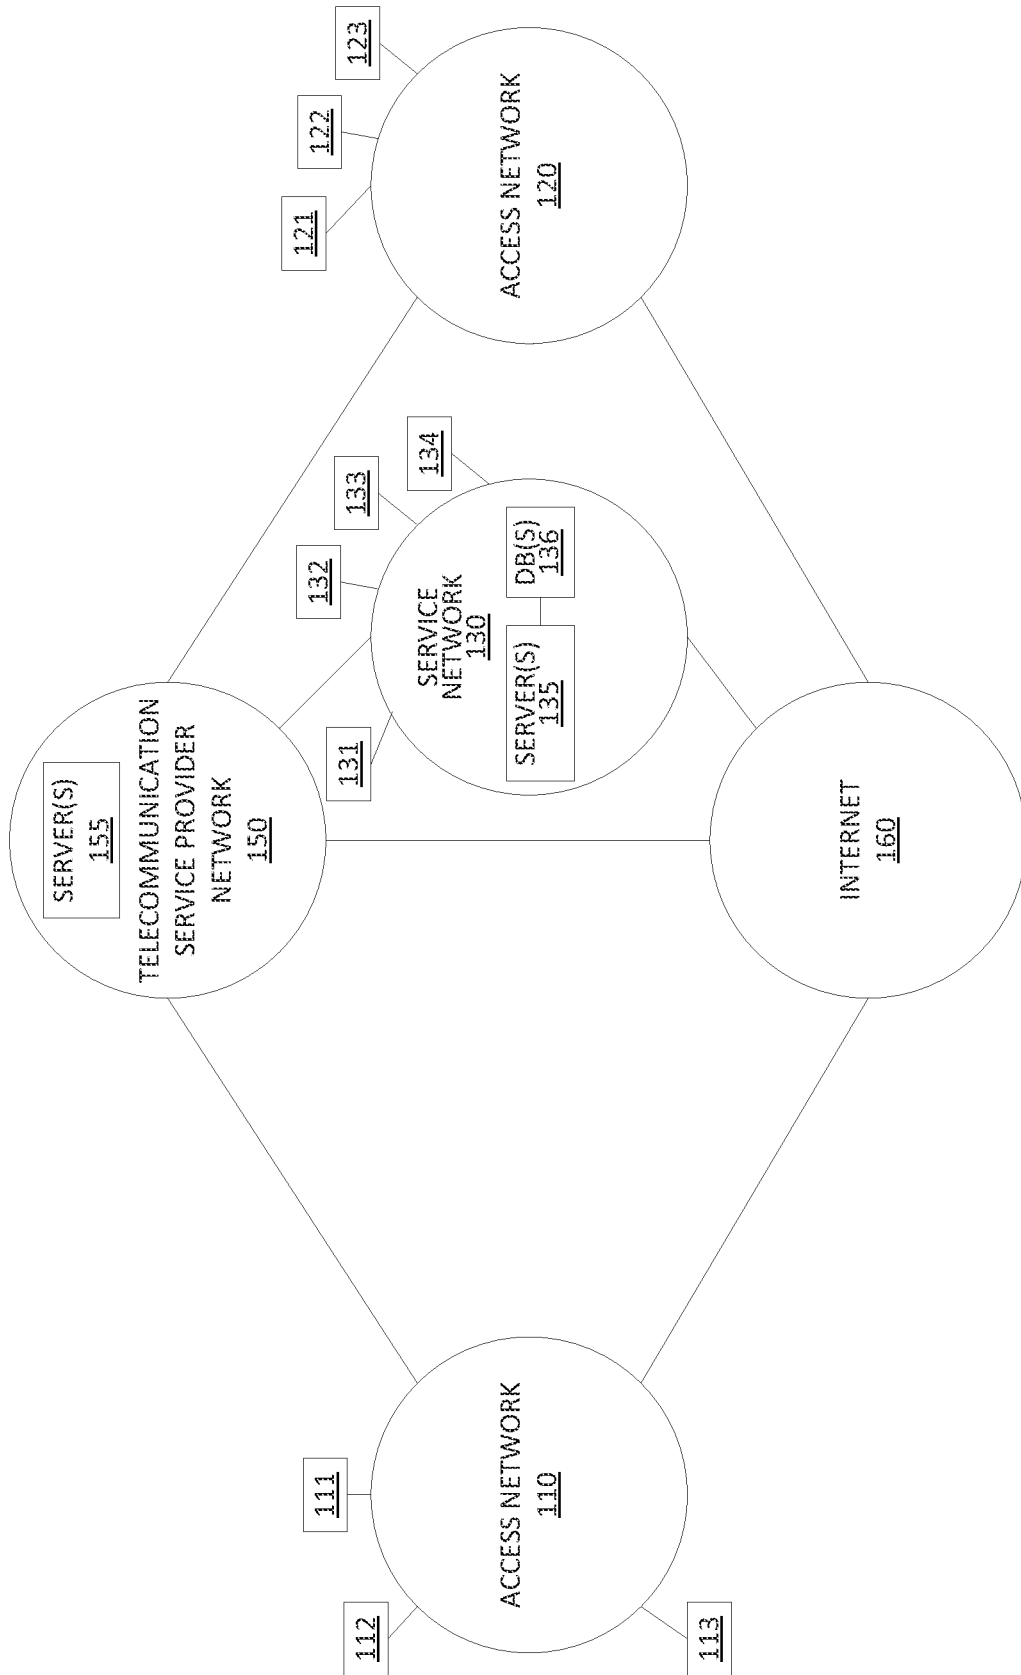 SERVER(S)
155
TELECOMMUNICATION
SERVICE PROVIDER
NETWORK
150
111
112
113
ACCESS NETWORK
110
131
132
133
134
SERVICE
NETWORK
130
SERVER(S)
135
DB(S)
136
121
122
123
ACCESS NETWORK
120
INTERNET
160